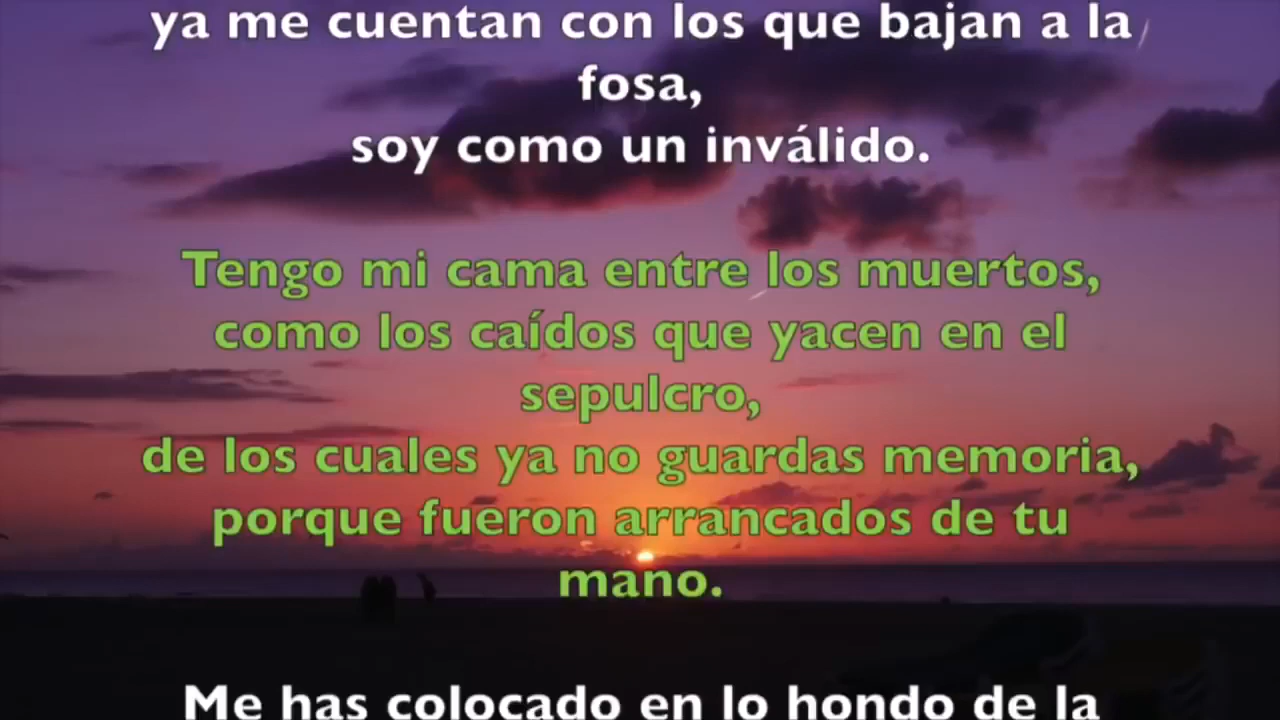 ya me cuentan con los que bajan a la
fosa,
soy como un inválido.
Tengo mi cama entre los muertos,
como los caídos que yacen en el
sepulcro,
de los cuales ya no guardas memoria,
porque fueron arrancados de tu
mano.
Me has colocado en lo hondo de la